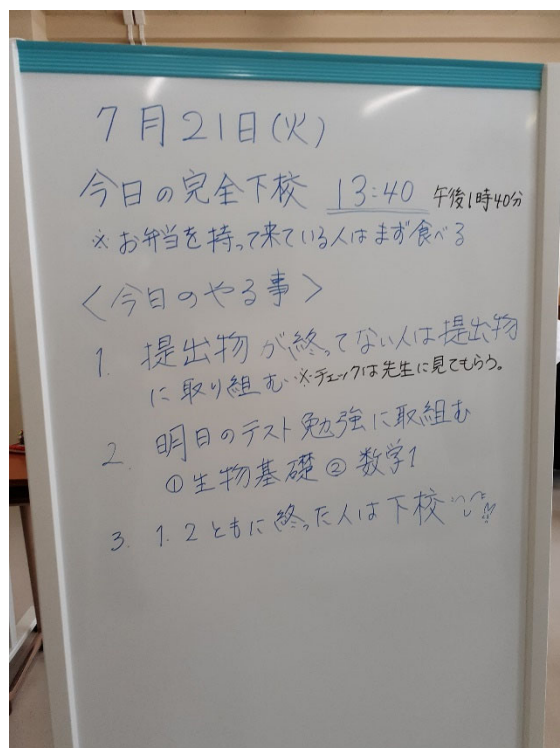 7月21日(火)
今日の完全下校 13:40 午後1時40分
※お弁当を持って来ている人はまず食べる
〈今日のやる事〉
1. 提出物が終ってない人は提出物
に取り組む ※チェックは先生に見てもらう。
2. 明日のテスト勉強に取組む
①生物基礎 ② 数学1
3. 1.2ともに終った人は下校